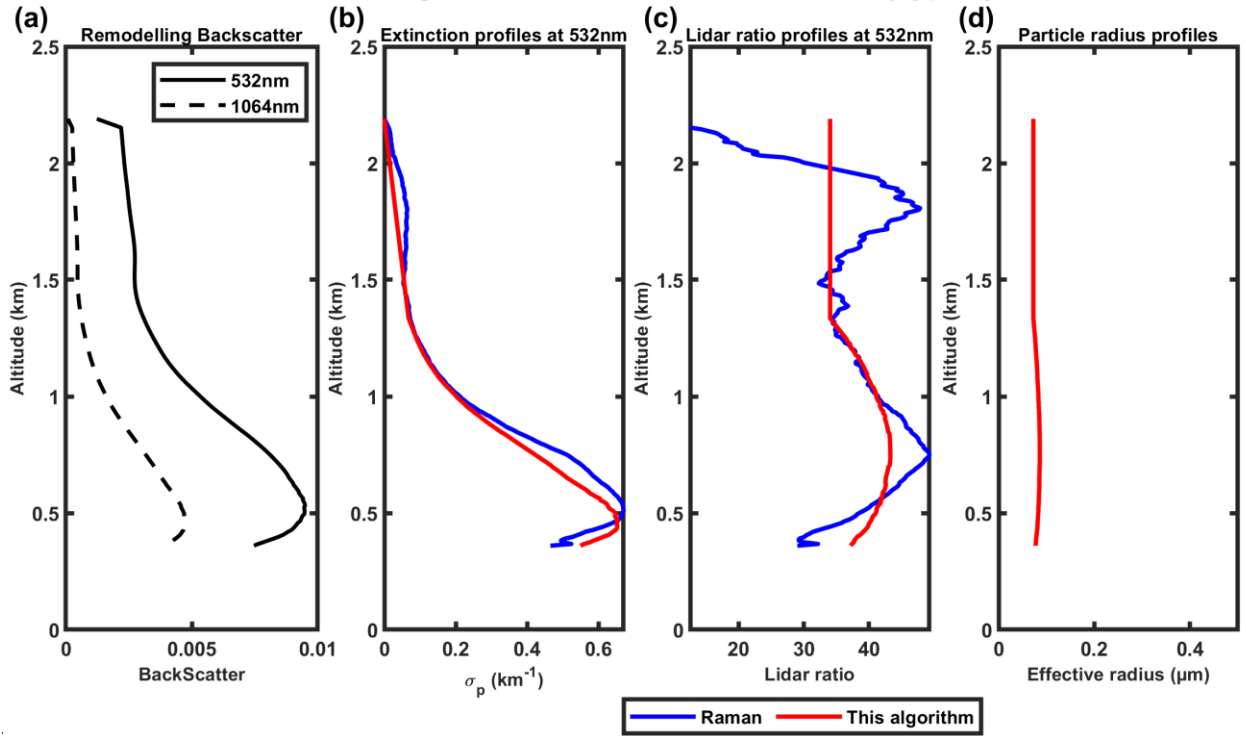 (a)
Remodelling Backscatter
2.5
2
1.5
1
0.5
0
Altitude (km)
532nm
1064nm
0
0.005
0.01
BackScatter
(b)
Extinction profiles at 532nm
2.5
2
1.5
1
0.5
0
Altitude (km)
0
0.2
0.4
0.6
σp (km-1)
(c)
Lidar ratio profiles at 532nm
2.5
2
1.5
1
0.5
0
Altitude (km)
20
30
40
Lidar ratio
(d)
Particle radius profiles
2.5
2
1.5
1
0.5
0
Altitude (km)
0
0.2
0.4
Effective radius (μm)
Raman
This algorithm